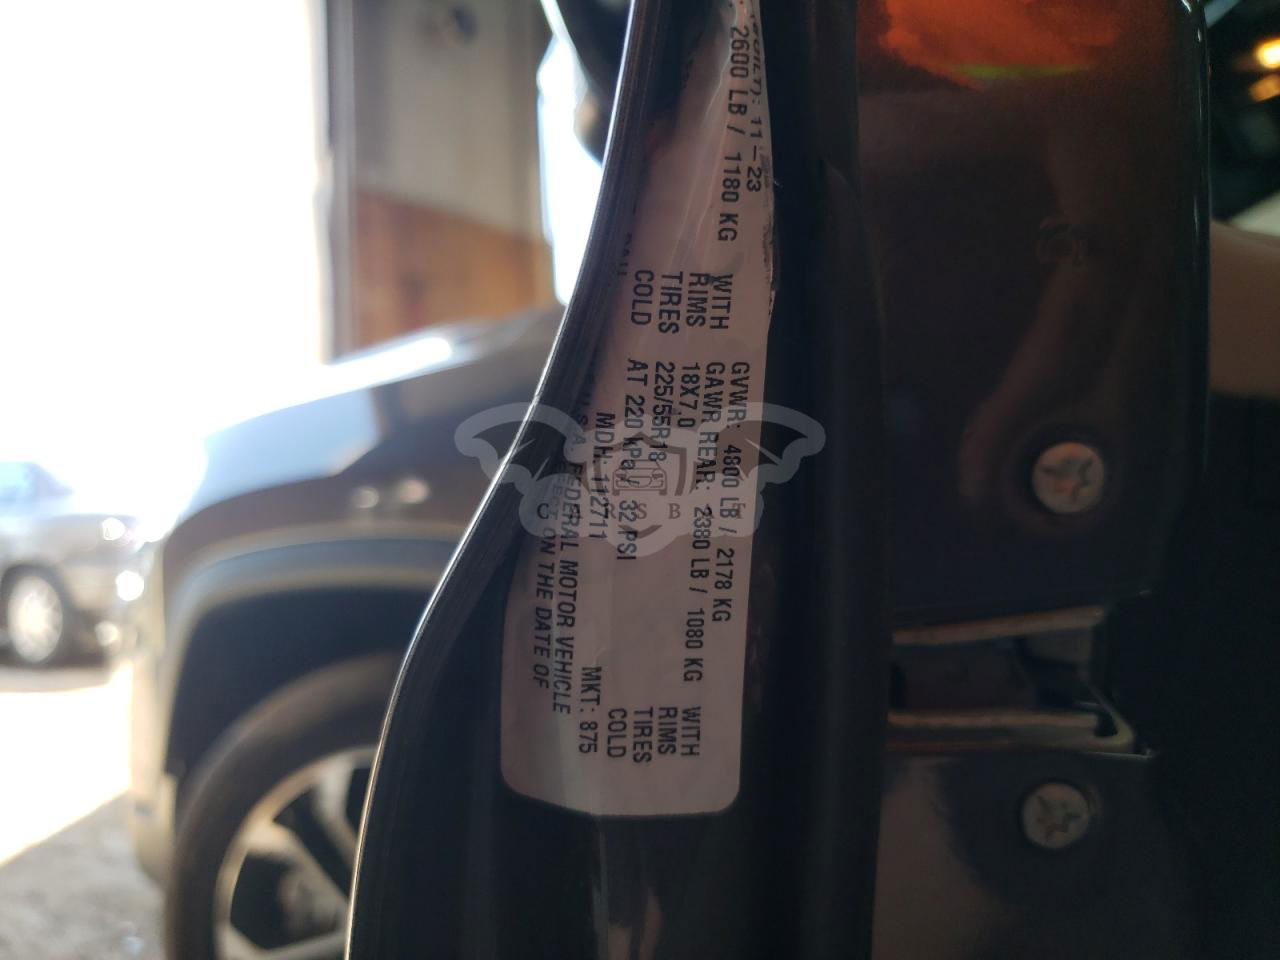 (LT): 11-23 GVWR: 4800 LB / 2178 KG
2600 LB / 1180 KG WITH GAWR REAR: 2380 LB / 1080 KG WITH
RIMS 18X7.0 RIMS
TIRES 225/55R18 TIRES
COLD AT 220 kPa / 32 PSI COLD
MDH: 112711 MKT: 875
FEDERAL MOTOR VEHICLE
ON THE DATE OF